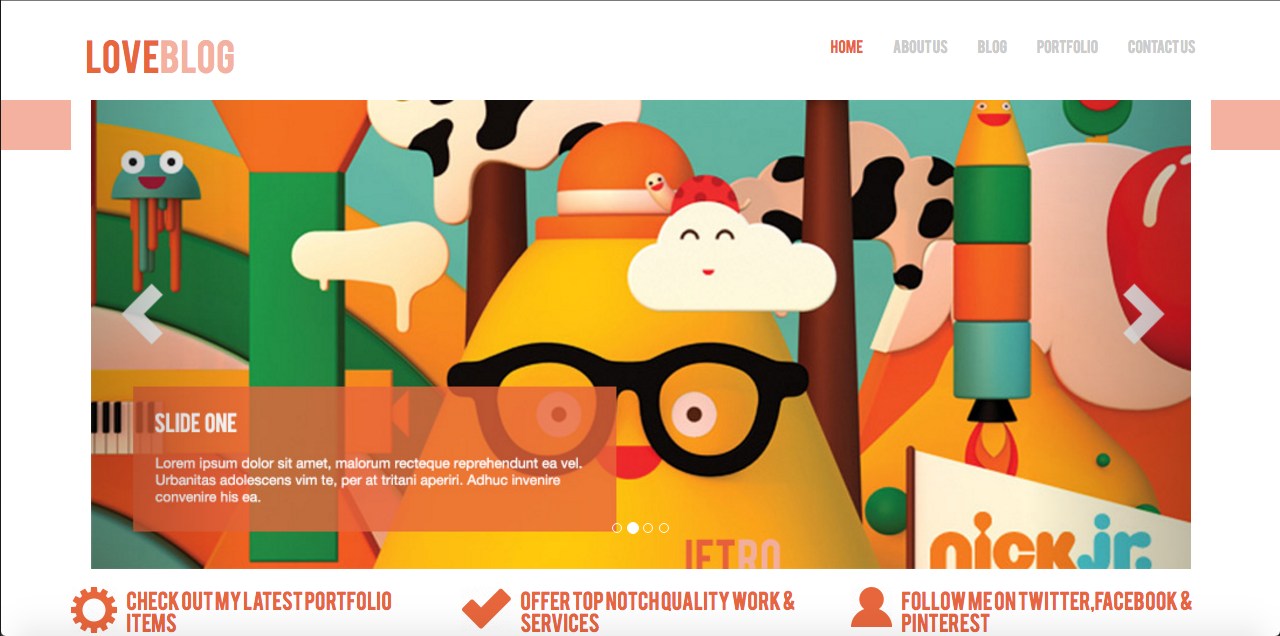 LOVEBLOG
HOME ABOUT US BLOG PORTFOLIO CONTACT US
SLIDE ONE
Lorem ipsum dolor sit amet, malorum recteque reprehendunt ea vel.
Urbanitas adolescens vim te, per at tritani aperiri. Adhuc invenire
convenire his ea.
nick jr.
CHECK OUT MY LATEST PORTFOLIO
ITEMS
OFFER TOP NOTCH QUALITY WORK &
SERVICES
FOLLOW ME ON TWITTER,FACEBOOK &
PINTEREST